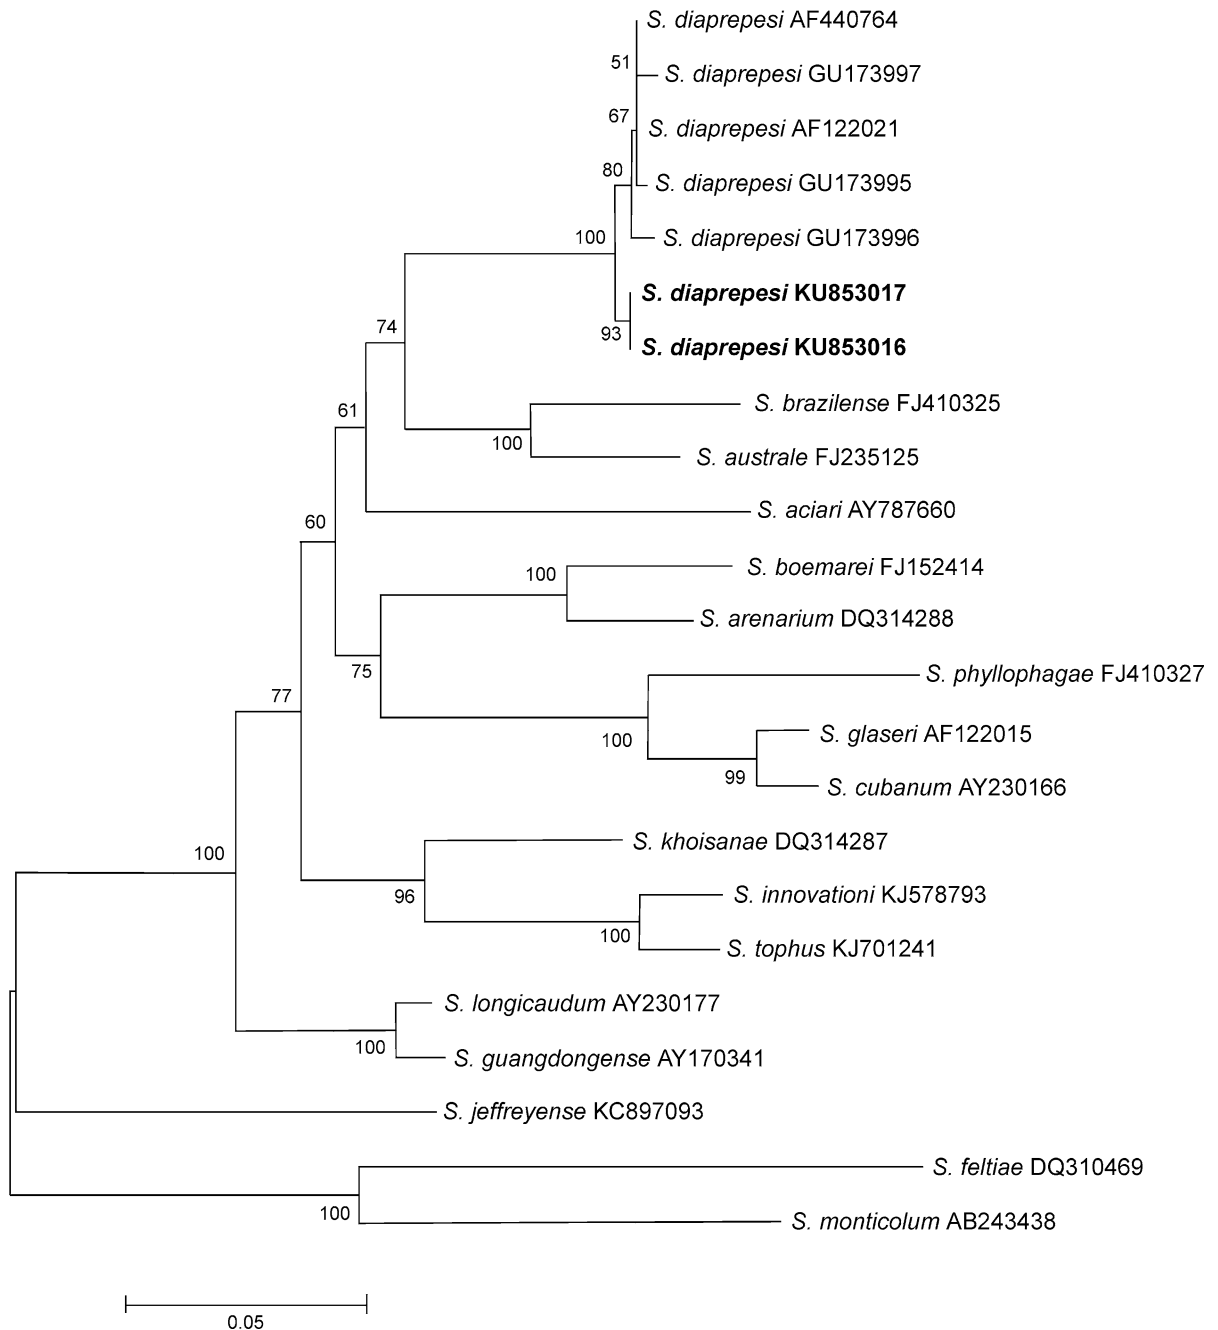 S. diaprepesi AF440764
51
S. diaprepesi GU173997
67
S. diaprepesi AF122021
80
S. diaprepesi GU173995
100
S. diaprepesi GU173996
S. diaprepesi KU853017
74
93
S. diaprepesi KU853016
61
S. brazilense FJ410325
100
S. australe FJ235125
S. aciari AY787660
60
100
S. boemarei FJ152414
S. arenarium DQ314288
75
S. phyllophagae FJ410327
77
100
S. glaseri AF122015
99
S. cubanum AY230166
S. khoisanae DQ314287
100
96
S. innovationi KJ578793
100
S. tophus KJ701241
S. longicaudum AY230177
100
S. guangdongense AY170341
S. jeffreyense KC897093
S. feltiae DQ310469
100
S. monticolum AB243438
0.05